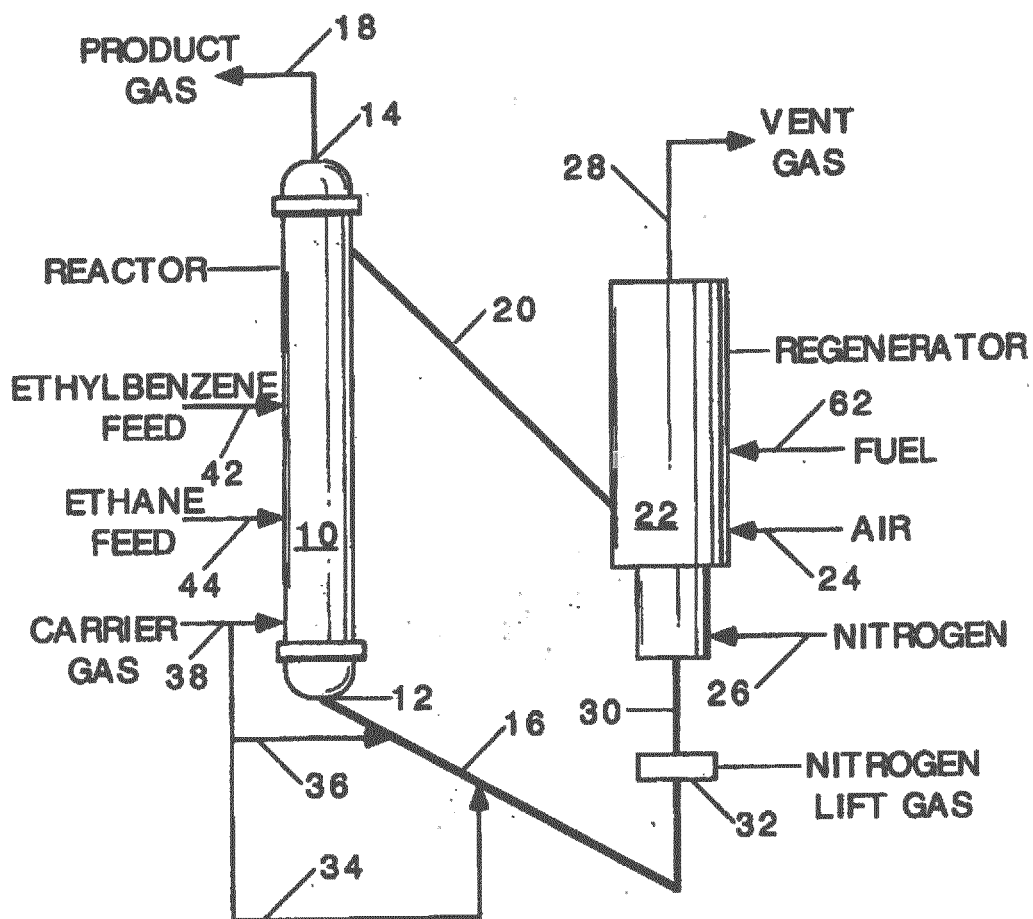 PRODUCT
GAS
18
14
VENT
GAS
28
REACTOR
20
REGENERATOR
ETHYLBENZENE
FEED
42
62
FUEL
ETHANE
FEED
44
10
22
AIR
24
CARRIER
GAS
38
NITROGEN
26
12
16
30
36
NITROGEN
LIFT GAS
32
34